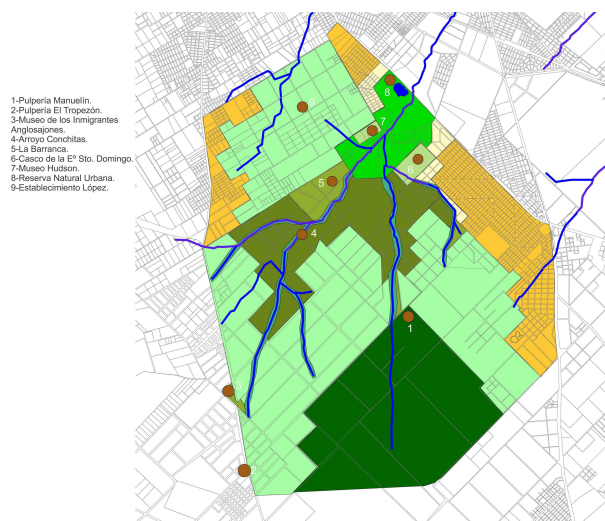 1-Pulpería Manuelín.
2-Pulpería El Tropezón.
3-Museo de los Inmigrantes
Anglosajones.
4-Arroyo Conchitas.
5-La Barranca.
6-Casco de la Eº Sto. Domingo.
7-Museo Hudson.
8-Reserva Natural Urbana.
9-Establecimiento López.
8
7
5
4
1